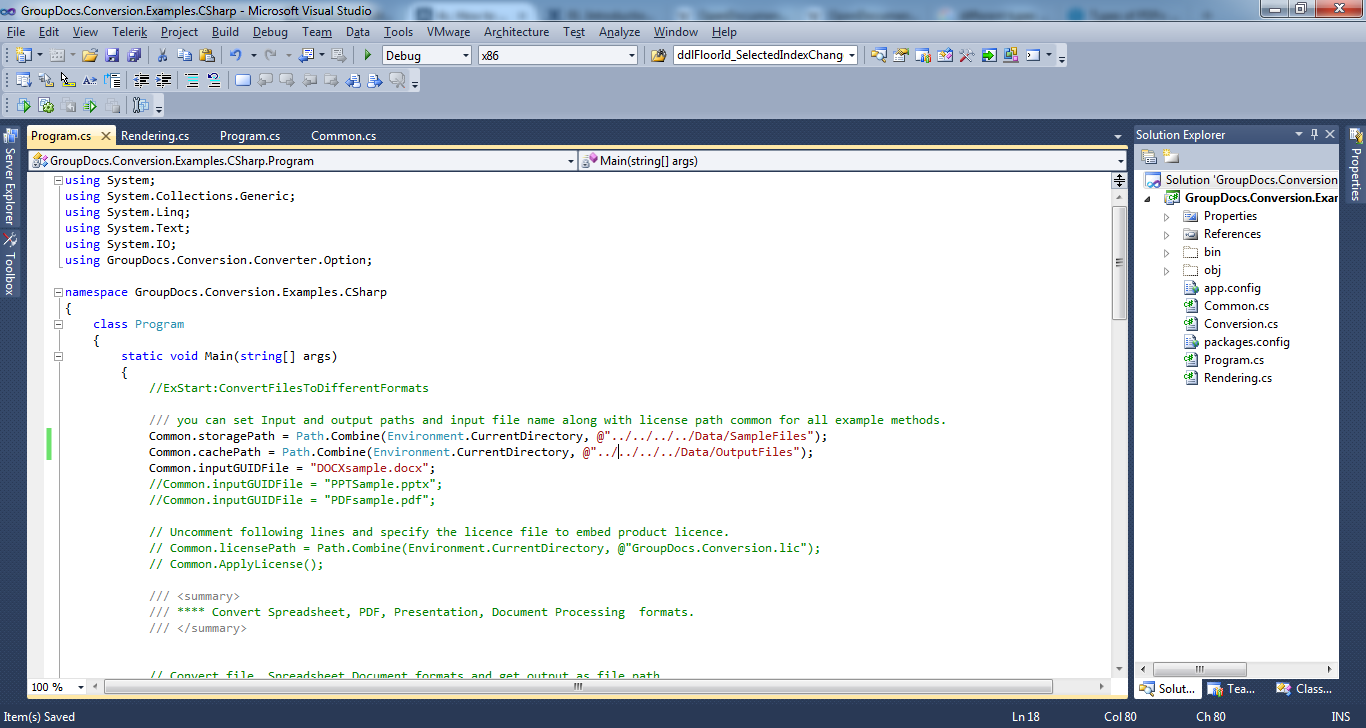 GroupDocs.Conversion.Examples.CSharp - Microsoft Visual Studio
File Edit View Telerik Project Build Debug Team Data Tools VMware Architecture Test Analyze Window Help
Debug x86 ddlFloorId_SelectedIndexChang
Program.cs Rendering.cs Program.cs Common.cs
GroupDocs.Conversion.Examples.CSharp.Program Main(string[] args)
Server Explorer
Toolbox
using System;
using System.Collections.Generic;
using System.Linq;
using System.Text;
using System.IO;
using GroupDocs.Conversion.Converter.Option;
namespace GroupDocs.Conversion.Examples.CSharp
{
class Program
{
static void Main(string[] args)
{
//ExStart:ConvertFilesToDifferentFormats
/// you can set Input and output paths and input file name along with license path common for all example methods.
Common.storagePath = Path.Combine(Environment.CurrentDirectory, @"../../../../Data/SampleFiles");
Common.cachePath = Path.Combine(Environment.CurrentDirectory, @"../../../../Data/OutputFiles");
Common.inputGUIDFile = "DOCXsample.docx";
//Common.inputGUIDFile = "PPTSample.pptx";
//Common.inputGUIDFile = "PDFsample.pdf";
// Uncomment following lines and specify the licence file to embed product licence.
// Common.licensePath = Path.Combine(Environment.CurrentDirectory, @"GroupDocs.Conversion.lic");
// Common.ApplyLicense();
/// <summary>
/// **** Convert Spreadsheet, PDF, Presentation, Document Processing  formats.
/// </summary>
// Convert file, Spreadsheet Document formats and get output as file path
100 %
Solution Explorer
Solution 'GroupDocs.Conversion
GroupDocs.Conversion.Exar
Properties
References
bin
obj
app.config
Common.cs
Conversion.cs
packages.config
Program.cs
Rendering.cs
Solut... Tea... Class...
Properties
Item(s) Saved Ln 18 Col 80 Ch 80 INS